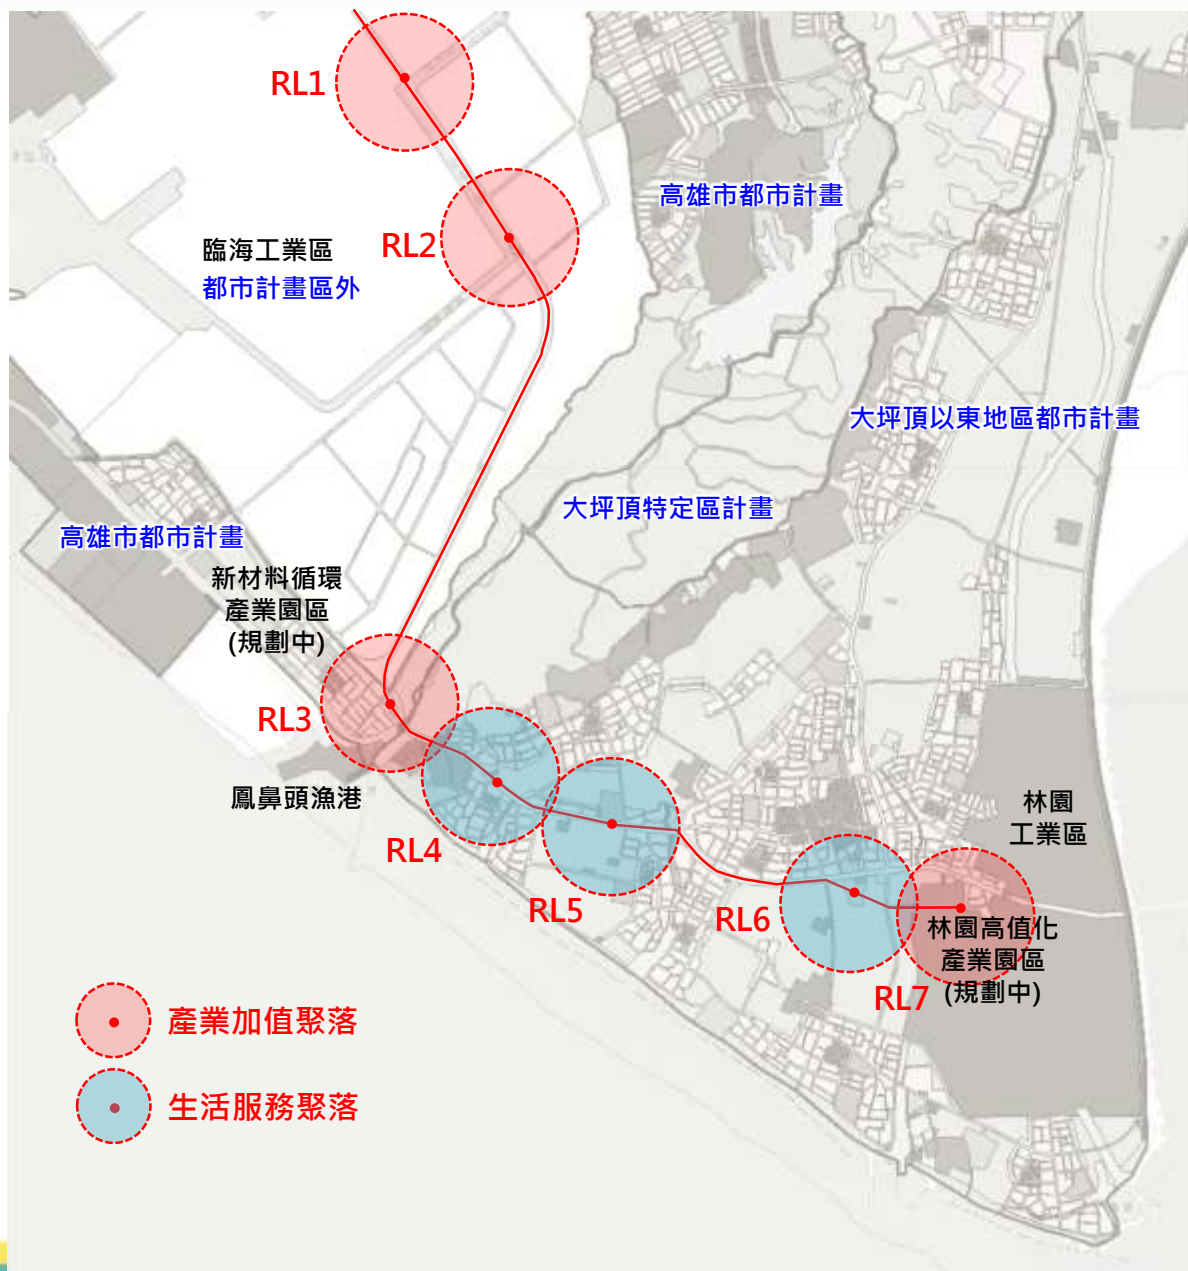 RL1
高雄市都市計畫
RL2
臨海工業區
都市計畫區外
大坪頂以東地區都市計畫
大坪頂特定區計畫
高雄市都市計畫
新材料循環
產業園區
(規劃中)
RL3
鳳鼻頭漁港
林園
工業區
RL4
RL5
RL6
林園高值化
產業園區
(規劃中)
RL7
產業加值聚落
生活服務聚落